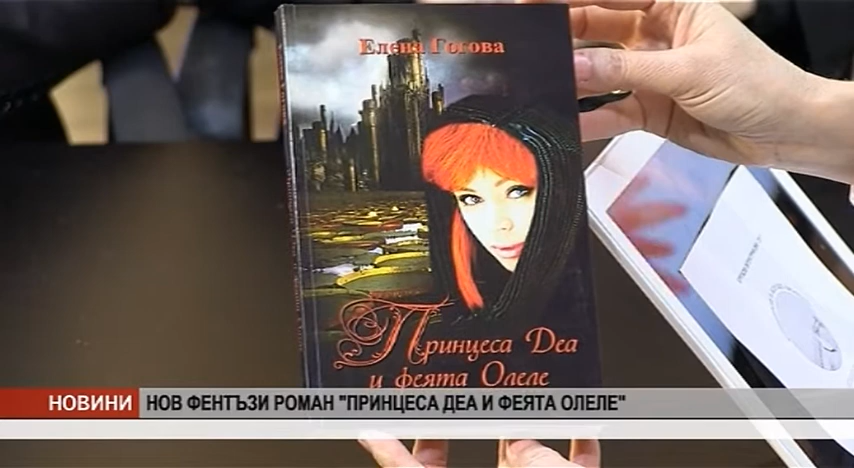 Елена Гогова
Принцеса Деа
и феята Олеле
НОВИНИ
НОВ ФЕНТЪЗИ РОМАН "ПРИНЦЕСА ДЕА И ФЕЯТА ОЛЕЛЕ"